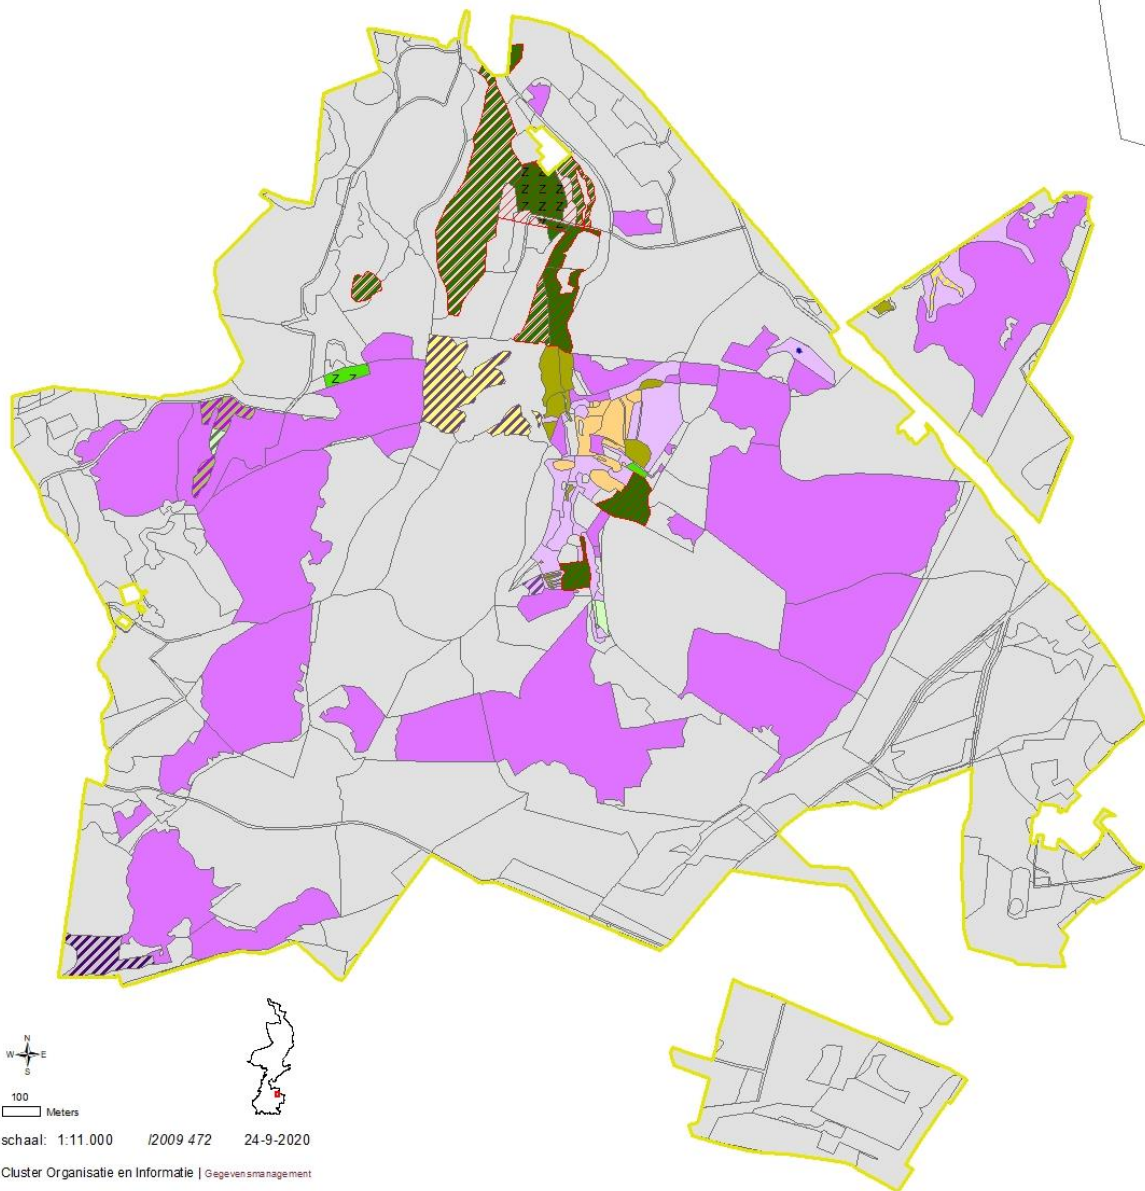 z z
z z z
z z z
z
z z
N
W E
S
100
Meters
schaal: 1:11.000 I2009 472 24-9-2020
Cluster Organisatie en Informatie | Gegevensmanagement